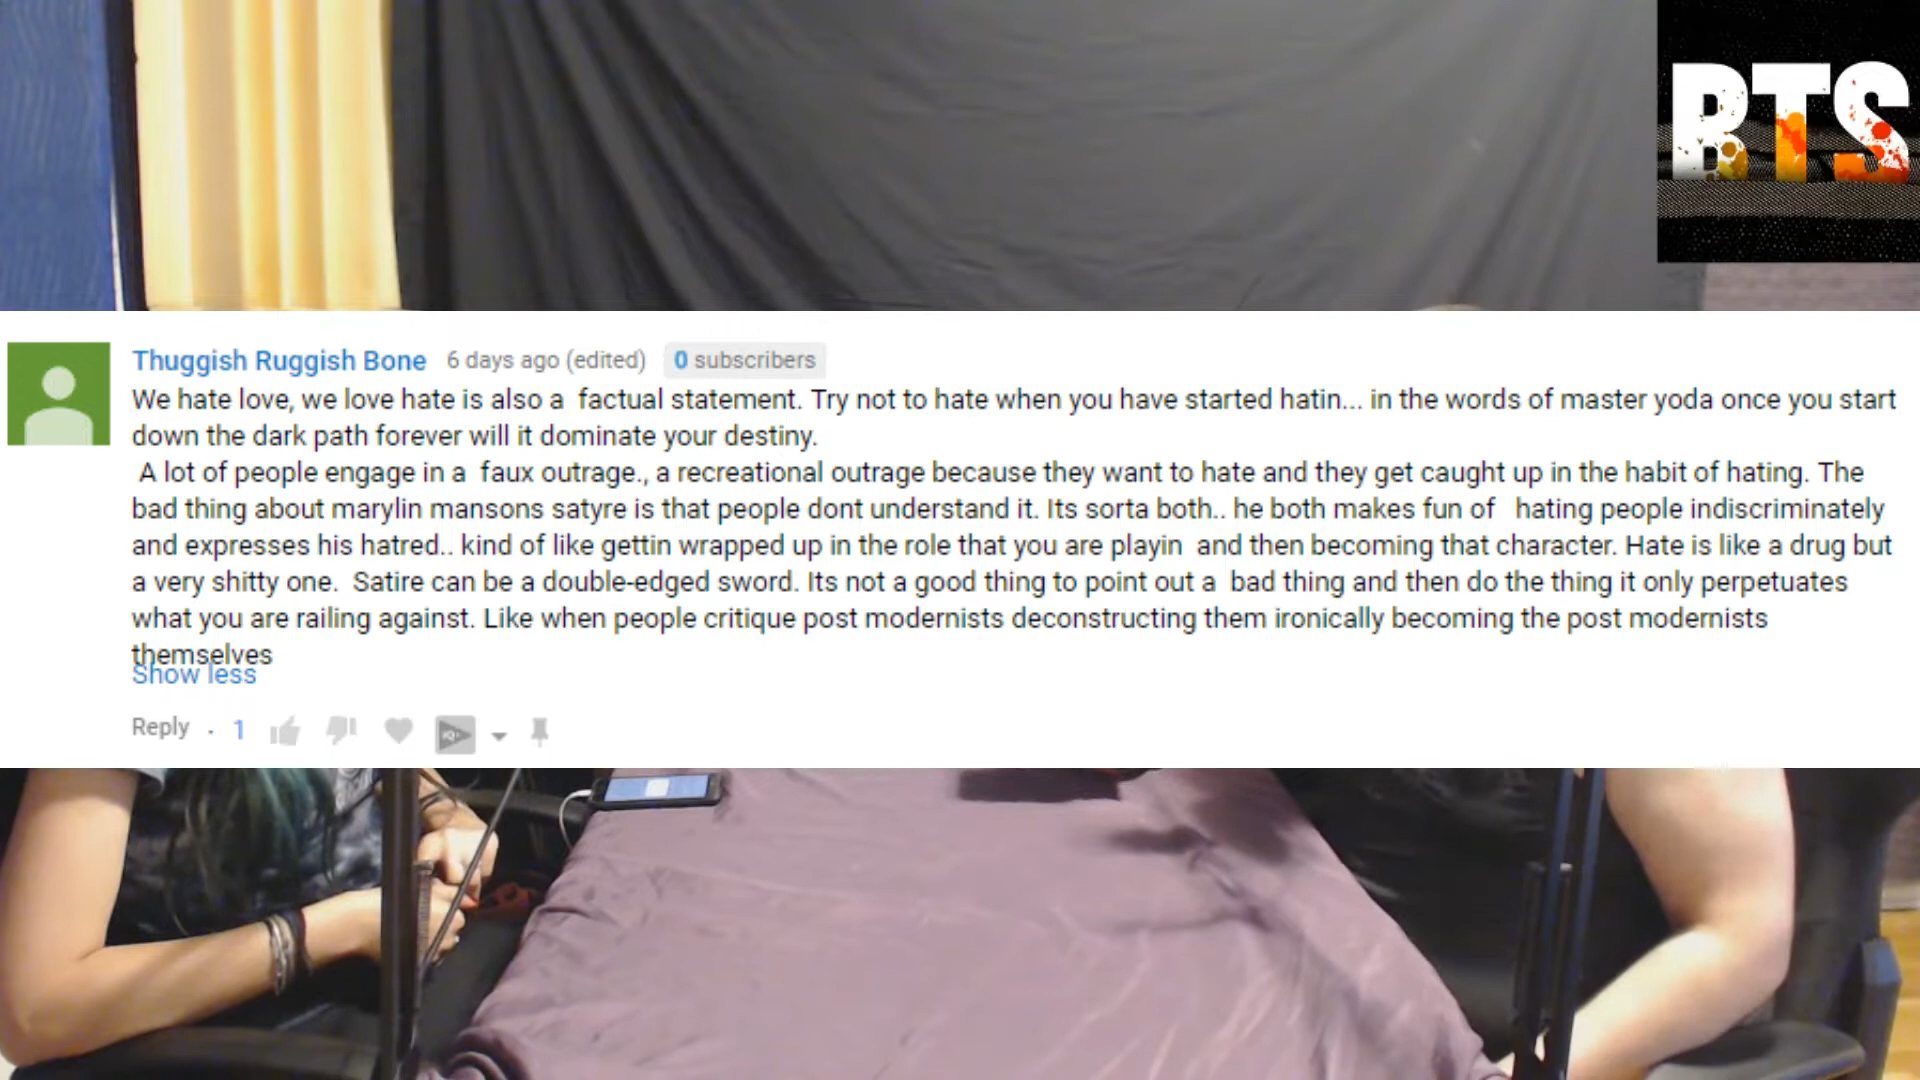 BTS
Thuggish Ruggish Bone 6 days ago (edited) 0 subscribers
We hate love, we love hate is also a factual statement. Try not to hate when you have started hatin... in the words of master yoda once you start
down the dark path forever will it dominate your destiny.
A lot of people engage in a faux outrage., a recreational outrage because they want to hate and they get caught up in the habit of hating. The
bad thing about marylin mansons satyre is that people dont understand it. Its sorta both.. he both makes fun of hating people indiscriminately
and expresses his hatred.. kind of like gettin wrapped up in the role that you are playin and then becoming that character. Hate is like a drug but
a very shitty one. Satire can be a double-edged sword. Its not a good thing to point out a bad thing and then do the thing it only perpetuates
what you are railing against. Like when people critique post modernists deconstructing them ironically becoming the post modernists
themselves
Show less
Reply . 1